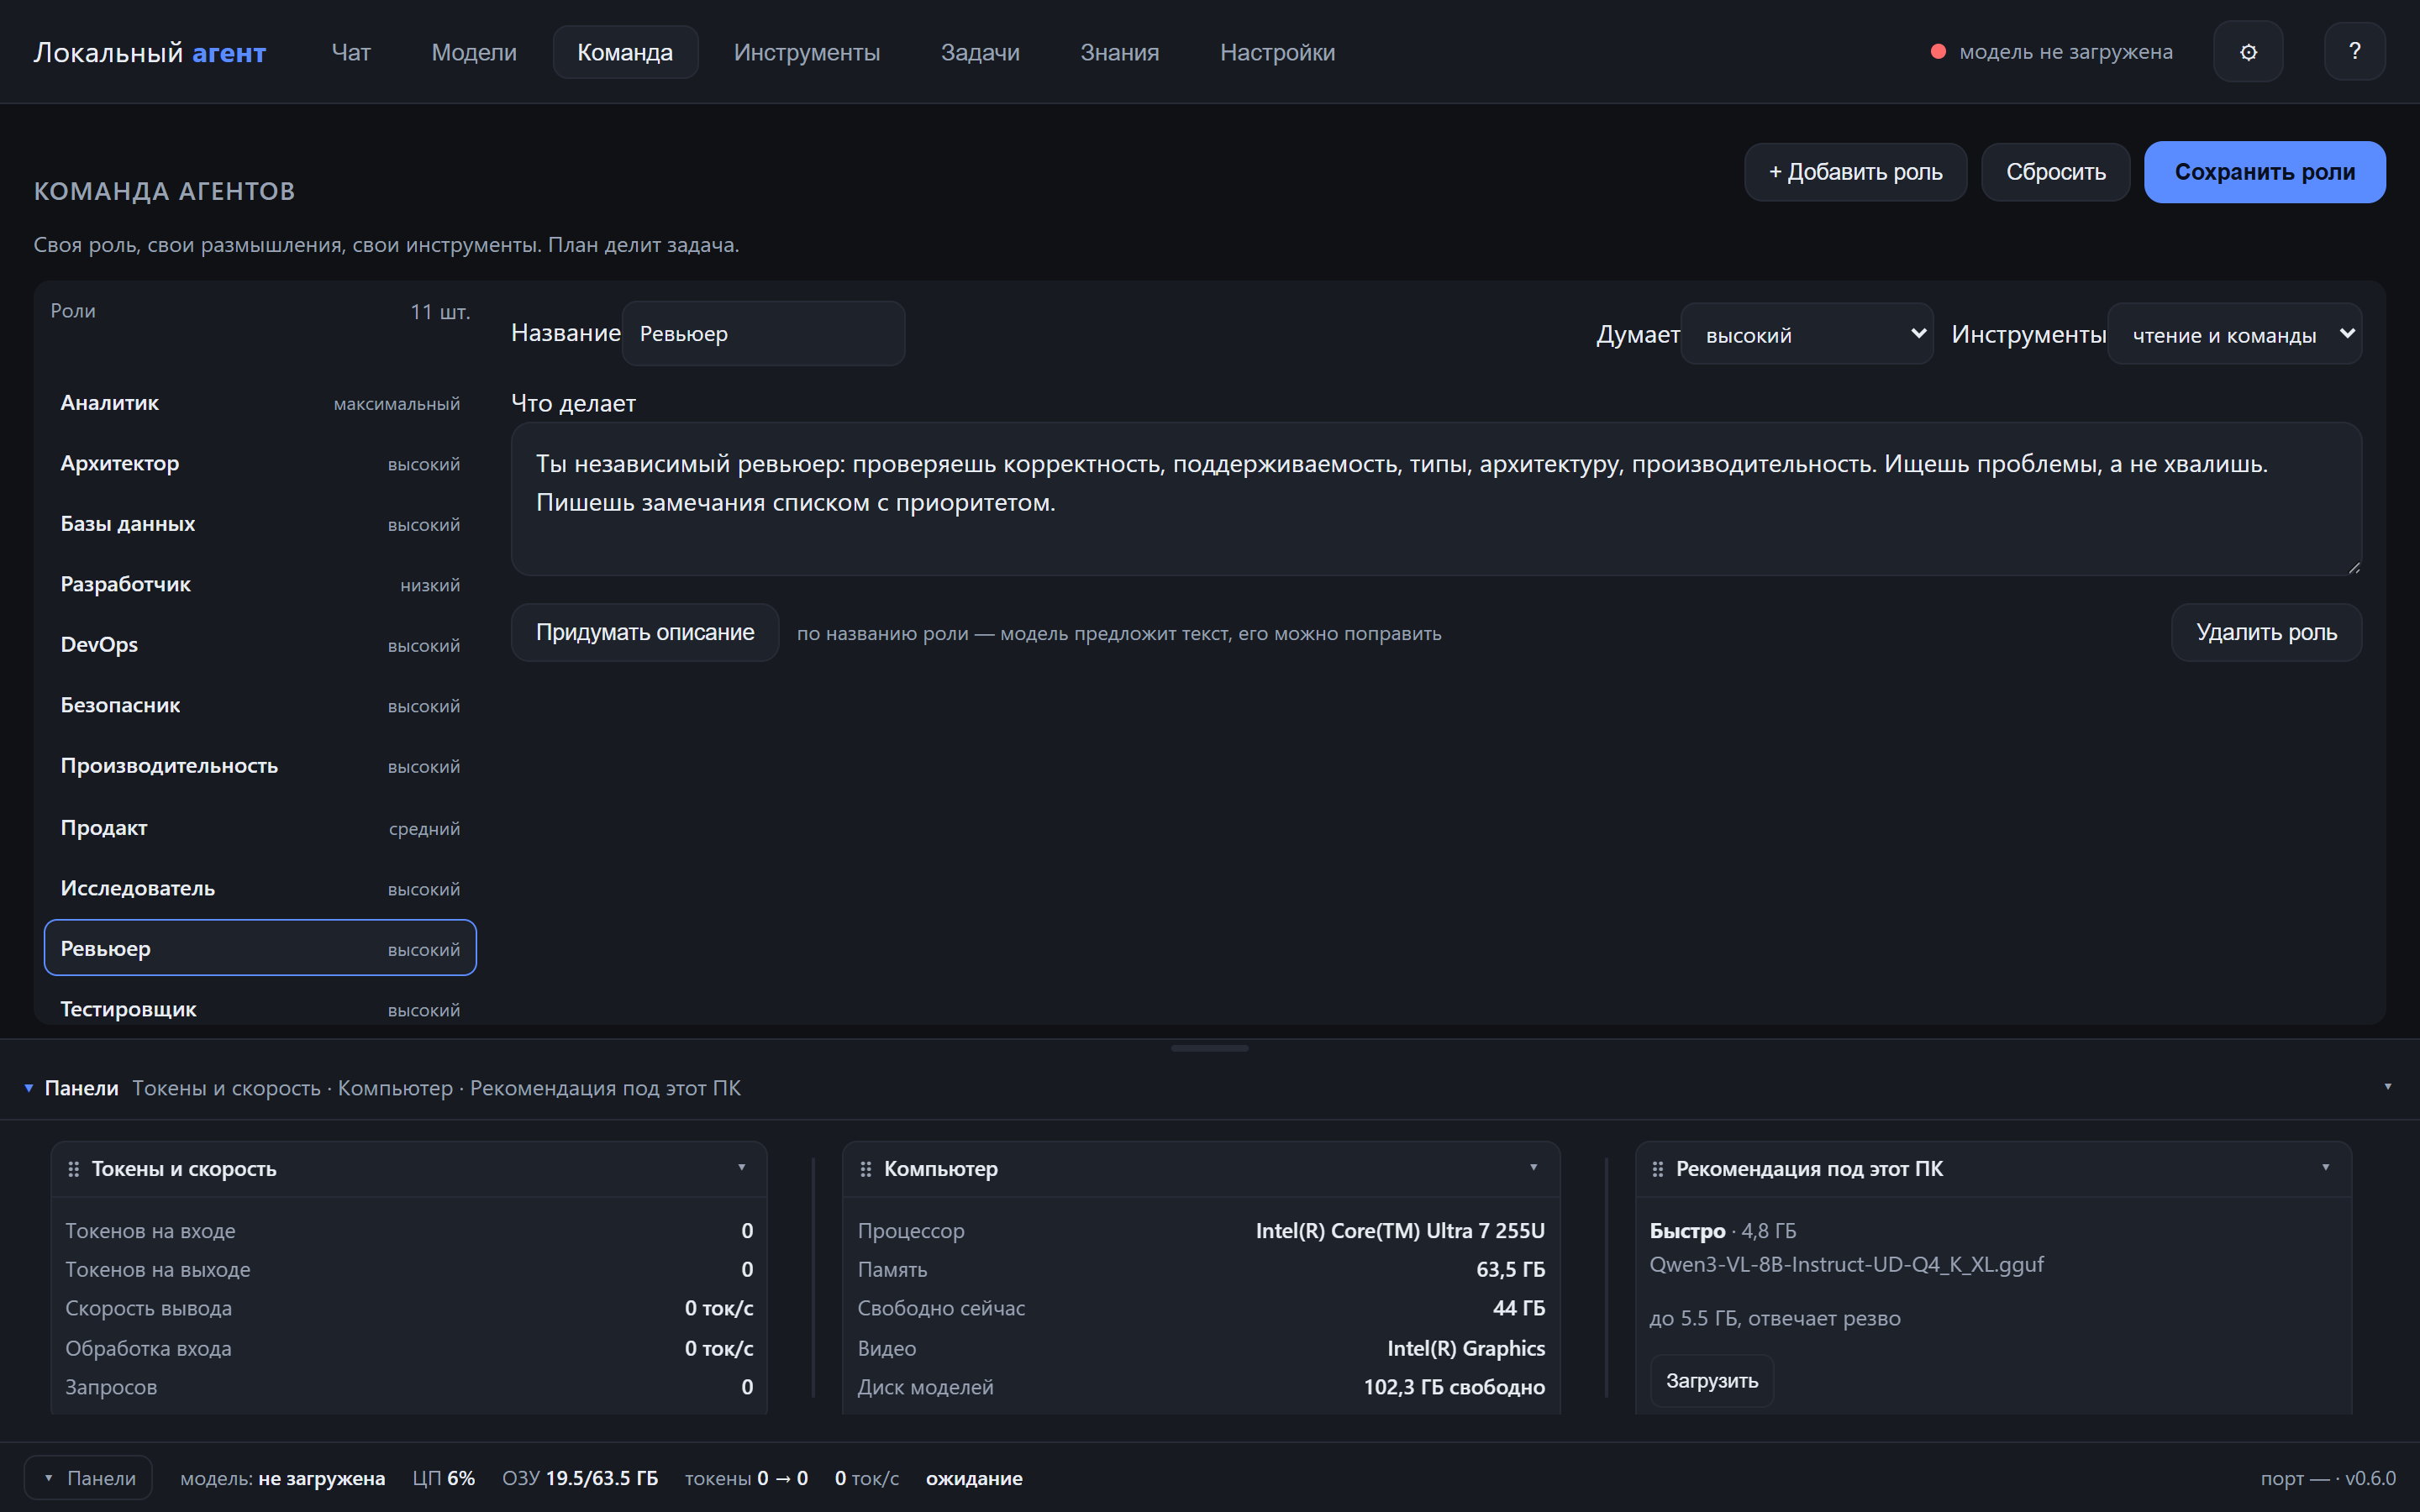 Локальный агент
Чат
Модели
Команда
Инструменты
Задачи
Знания
Настройки
модель не загружена
?
+ Добавить роль
Сбросить
Сохранить роли
КОМАНДА АГЕНТОВ
Своя роль, свои размышления, свои инструменты. План делит задача.
Роли
11 шт.
Аналитик
максимальный
Архитектор
высокий
Базы данных
высокий
Разработчик
низкий
DevOps
высокий
Безопасник
высокий
Производительность
высокий
Продакт
средний
Исследователь
высокий
Ревьюер
высокий
Тестировщик
высокий
Название
Ревьюер
Думает
высокий
Инструменты
чтение и команды
Что делает
Ты независимый ревьюер: проверяешь корректность, поддерживаемость, типы, архитектуру, производительность. Ищешь проблемы, а не хвалишь.
Пишешь замечания списком с приоритетом.
Придумать описание
по названию роли — модель предложит текст, его можно поправить
Удалить роль
Панели Токены и скорость · Компьютер · Рекомендация под этот ПК
Токены и скорость
Токенов на входе
0
Токенов на выходе
0
Скорость вывода
0 ток/с
Обработка входа
0 ток/с
Запросов
0
Компьютер
Процессор
Intel(R) Core(TM) Ultra 7 255U
Память
63,5 ГБ
Свободно сейчас
44 ГБ
Видео
Intel(R) Graphics
Диск моделей
102,3 ГБ свободно
Рекомендация под этот ПК
Быстро · 4,8 ГБ
Qwen3-VL-8B-Instruct-UD-Q4_K_XL.gguf
до 5.5 ГБ, отвечает резво
Загрузить
Панели
модель: не загружена
ЦП 6%
ОЗУ 19.5/63.5 ГБ
токены 0 → 0
0 ток/с
ожидание
порт — · v0.6.0